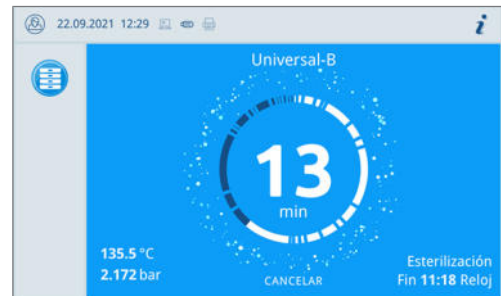 22.09.2021 12:29
i
Universal-B
13
min
135.5 °C
2.172 bar
CANCELAR
Esterilización
Fin 11:18 Reloj